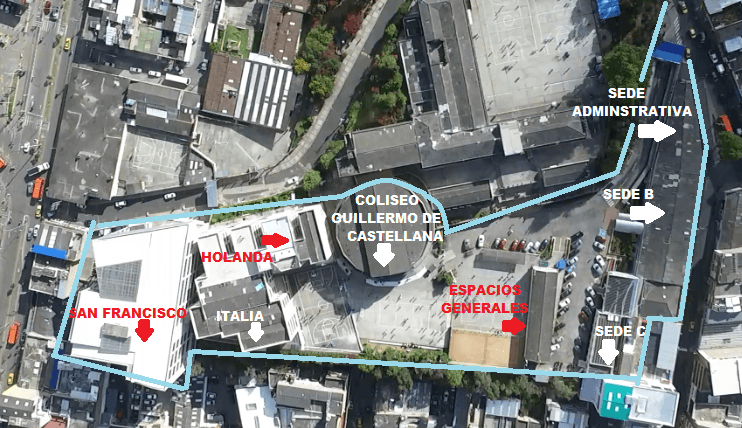 SEDE
ADMINSTRATIVA
SEDE B
COLISEO
GUILLERMO DE
CASTELLANA
HOLANDA
ESPACIOS
GENERALES
SAN FRANCISCO
ITALIA
SEDE C